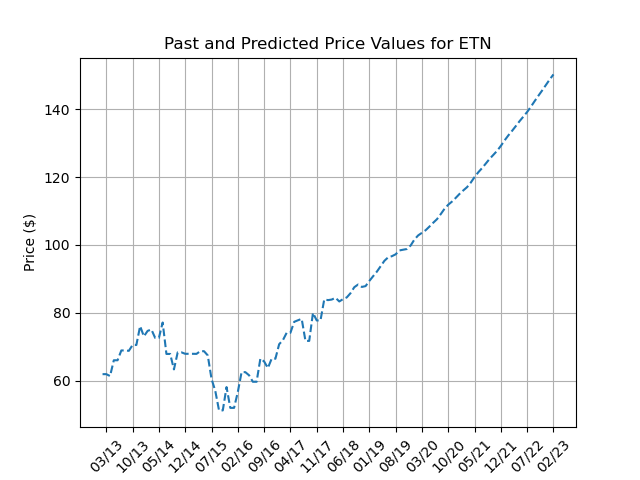 Past and Predicted Price Values for ETN
Price ($)
140
120
100
80
60
03/13 10/13 05/14 12/14 07/15 02/16 09/16 04/17 11/17 06/18 01/19 08/19 03/20 10/20 05/21 12/21 07/22 02/23